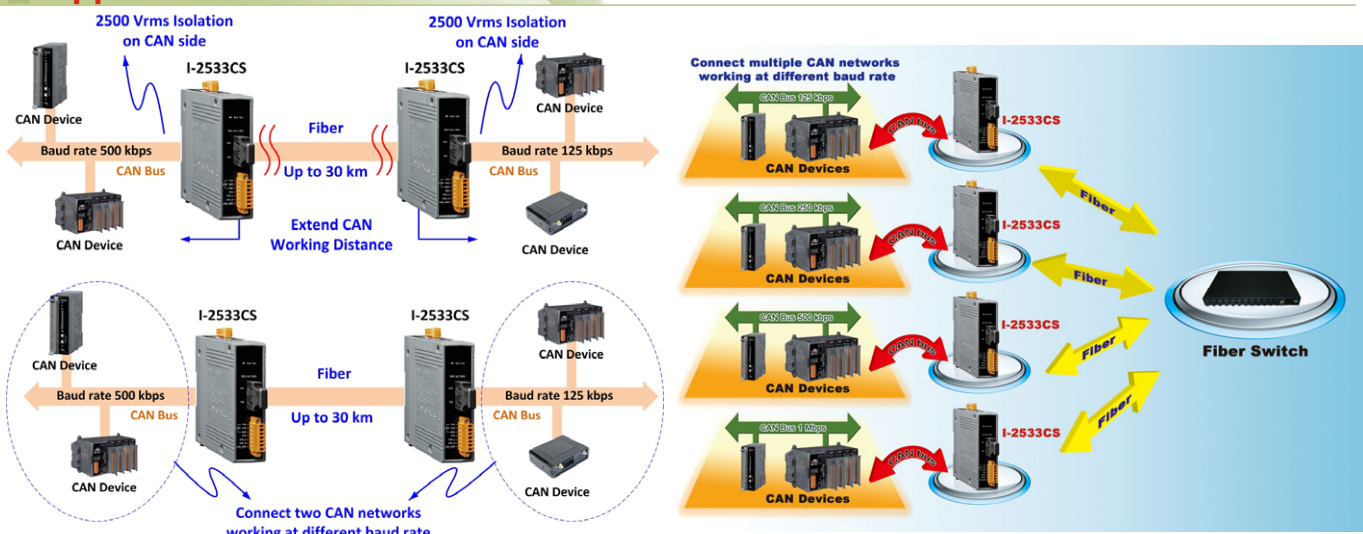 2500 Vrms Isolation
on CAN side
2500 Vrms Isolation
on CAN side
I-2533CS
I-2533CS
CAN Device
CAN Device
Fiber
Baud rate 500 kbps
Baud rate 125 kbps
CAN Bus
CAN Bus
Up to 30 km
CAN Device
CAN Device
Extend CAN
Working Distance
I-2533CS
I-2533CS
CAN Device
CAN Device
Fiber
Baud rate 500 kbps
Baud rate 125 kbps
CAN Bus
CAN Bus
Up to 30 km
CAN Device
CAN Device
Connect two CAN networks
working at different baud rate
Connect multiple CAN networks
working at different baud rate
CAN Bus 125 kbps
CAN bus
I-2533CS
CAN Devices
Fiber
CAN Bus 250 kbps
CAN bus
I-2533CS
CAN Devices
Fiber
CAN Bus 500 kbps
CAN bus
I-2533CS
CAN Devices
Fiber
CAN Bus 1 Mbps
CAN bus
I-2533CS
CAN Devices
Fiber
Fiber Switch